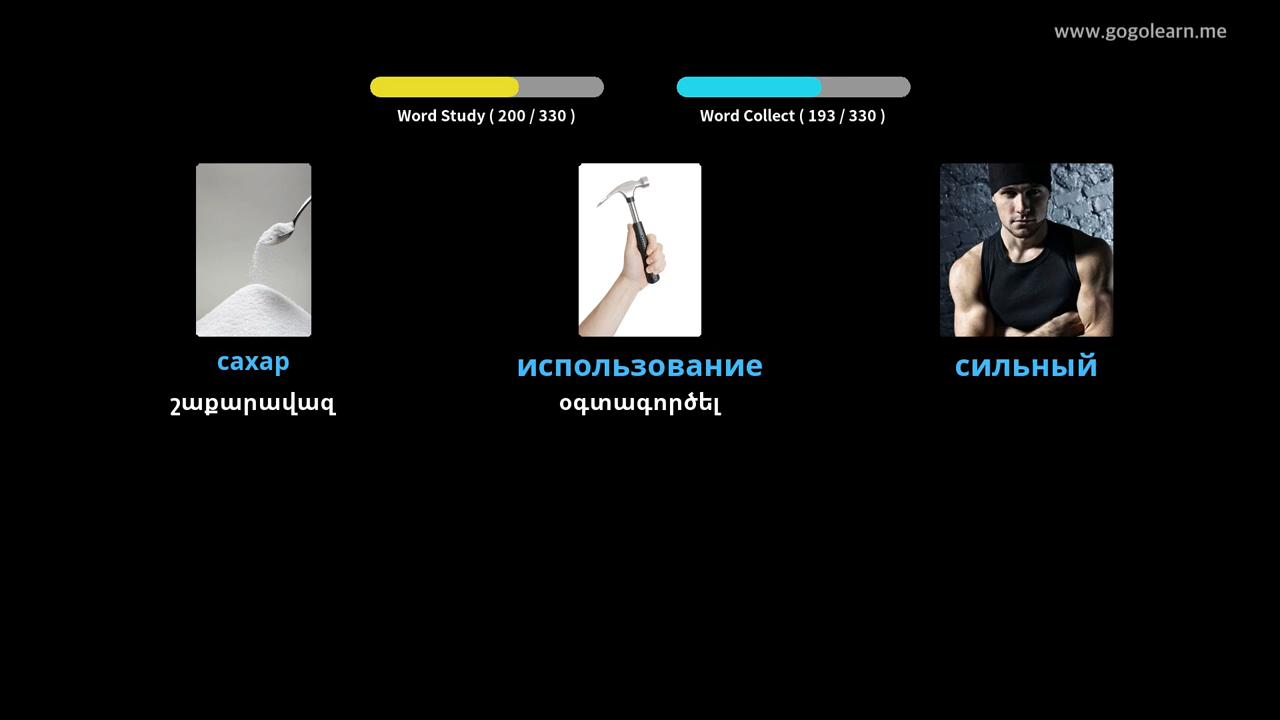 www.gogolearn.me
Word Study ( 200 / 330 )
Word Collect ( 193 / 330 )
сахар
использование
сильный
շաքարավազ
օգտագործել